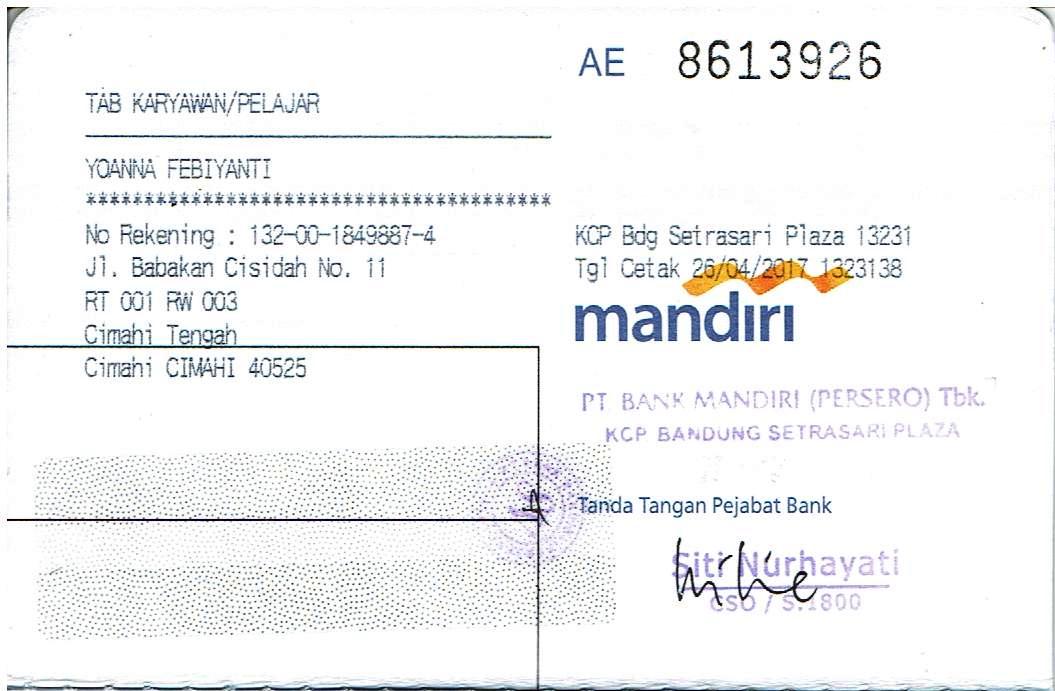 AE 8613926
TAB KARYAWAN/PELAJAR
YOANNA FEBIYANTI
****************************************
No Rekening : 132-00-1849887-4
Jl. Babakan Cisidah No. 11
RT 001 RW 003
Cimahi Tengah
Cimahi CIMAHI 40525
KCP Bdg Setrasari Plaza 13231
Tgl Cetak 26/04/2017 1323138
mandiri
PT. BANK MANDIRI (PERSERO) Tbk.
KCP BANDUNG SETRASARI PLAZA
Tanda Tangan Pejabat Bank
Siti Nurhayati
CSO / S.1800